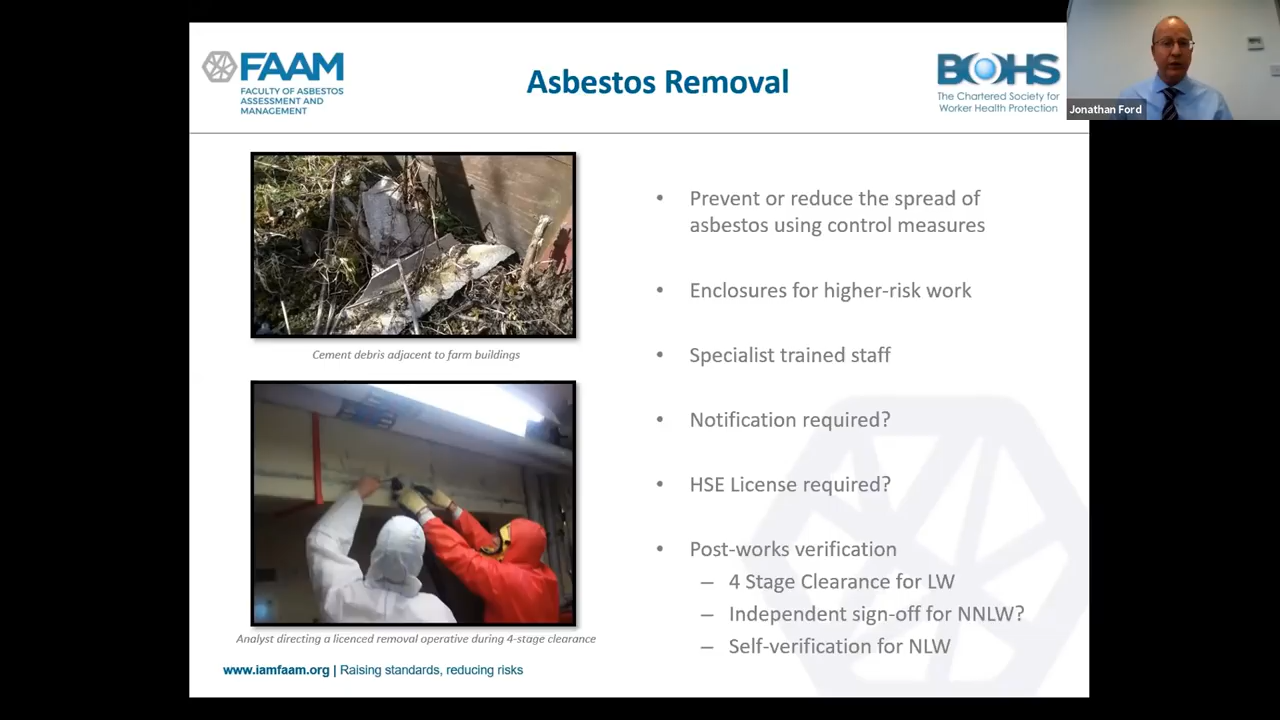 FAAM
FACULTY OF ASBESTOS
ASSESSMENT AND
MANAGEMENT
Asbestos Removal
BOHS
The Chartered Society for
Worker Health Protection
Jonathan Ford
Cement debris adjacent to farm buildings
Analyst directing a licenced removal operative during 4-stage clearance
• Prevent or reduce the spread of
asbestos using control measures
• Enclosures for higher-risk work
• Specialist trained staff
• Notification required?
• HSE License required?
• Post-works verification
– 4 Stage Clearance for LW
– Independent sign-off for NNLW?
– Self-verification for NLW
www.iamfaam.org | Raising standards, reducing risks